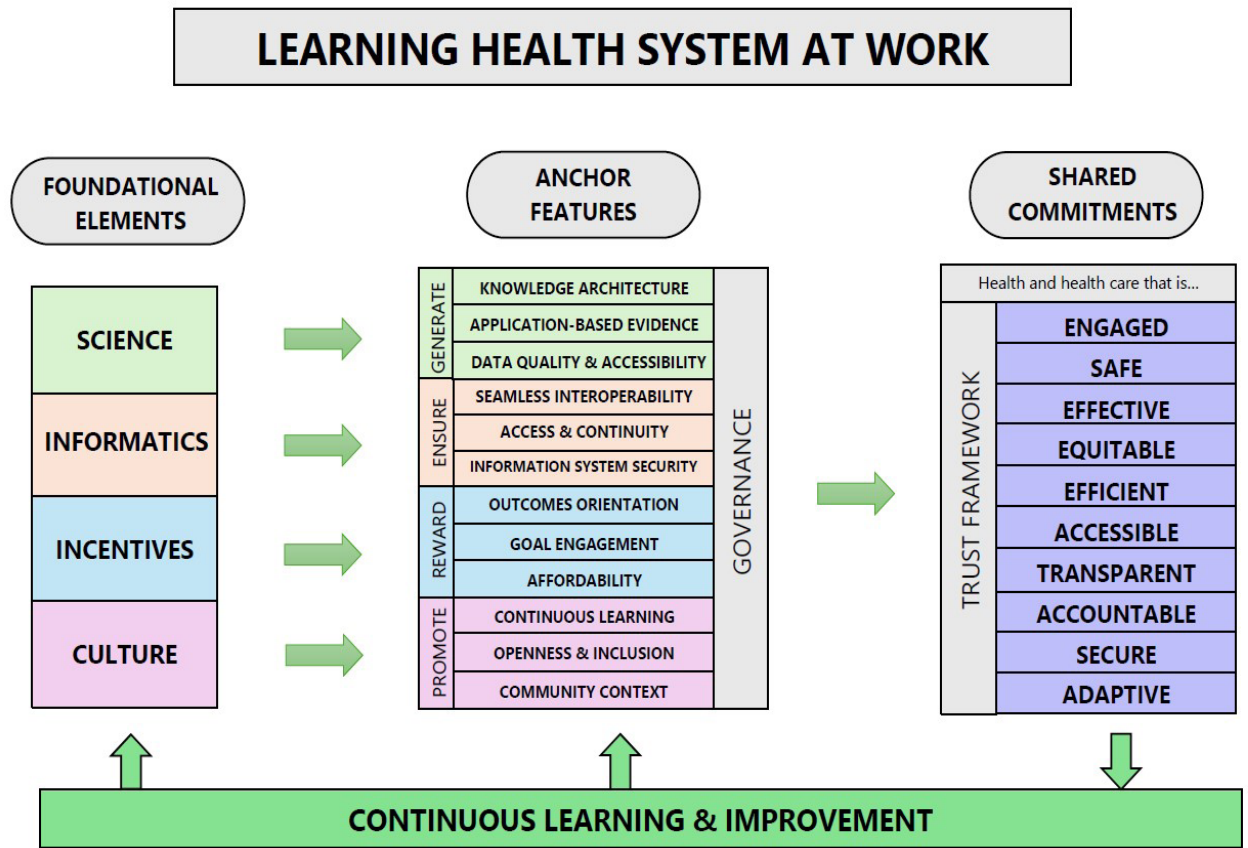 LEARNING HEALTH SYSTEM AT WORK
FOUNDATIONAL
ELEMENTS
SCIENCE
INFORMATICS
INCENTIVES
CULTURE
ANCHOR
FEATURES
GENERATE
KNOWLEDGE ARCHITECTURE
APPLICATION-BASED EVIDENCE
DATA QUALITY & ACCESSIBILITY
ENSURE
SEAMLESS INTEROPERABILITY
ACCESS & CONTINUITY
INFORMATION SYSTEM SECURITY
REWARD
OUTCOMES ORIENTATION
GOAL ENGAGEMENT
AFFORDABILITY
PROMOTE
CONTINUOUS LEARNING
OPENNESS & INCLUSION
COMMUNITY CONTEXT
GOVERNANCE
SHARED
COMMITMENTS
Health and health care that is...
TRUST FRAMEWORK
ENGAGED
SAFE
EFFECTIVE
EQUITABLE
EFFICIENT
ACCESSIBLE
TRANSPARENT
ACCOUNTABLE
SECURE
ADAPTIVE
CONTINUOUS LEARNING & IMPROVEMENT